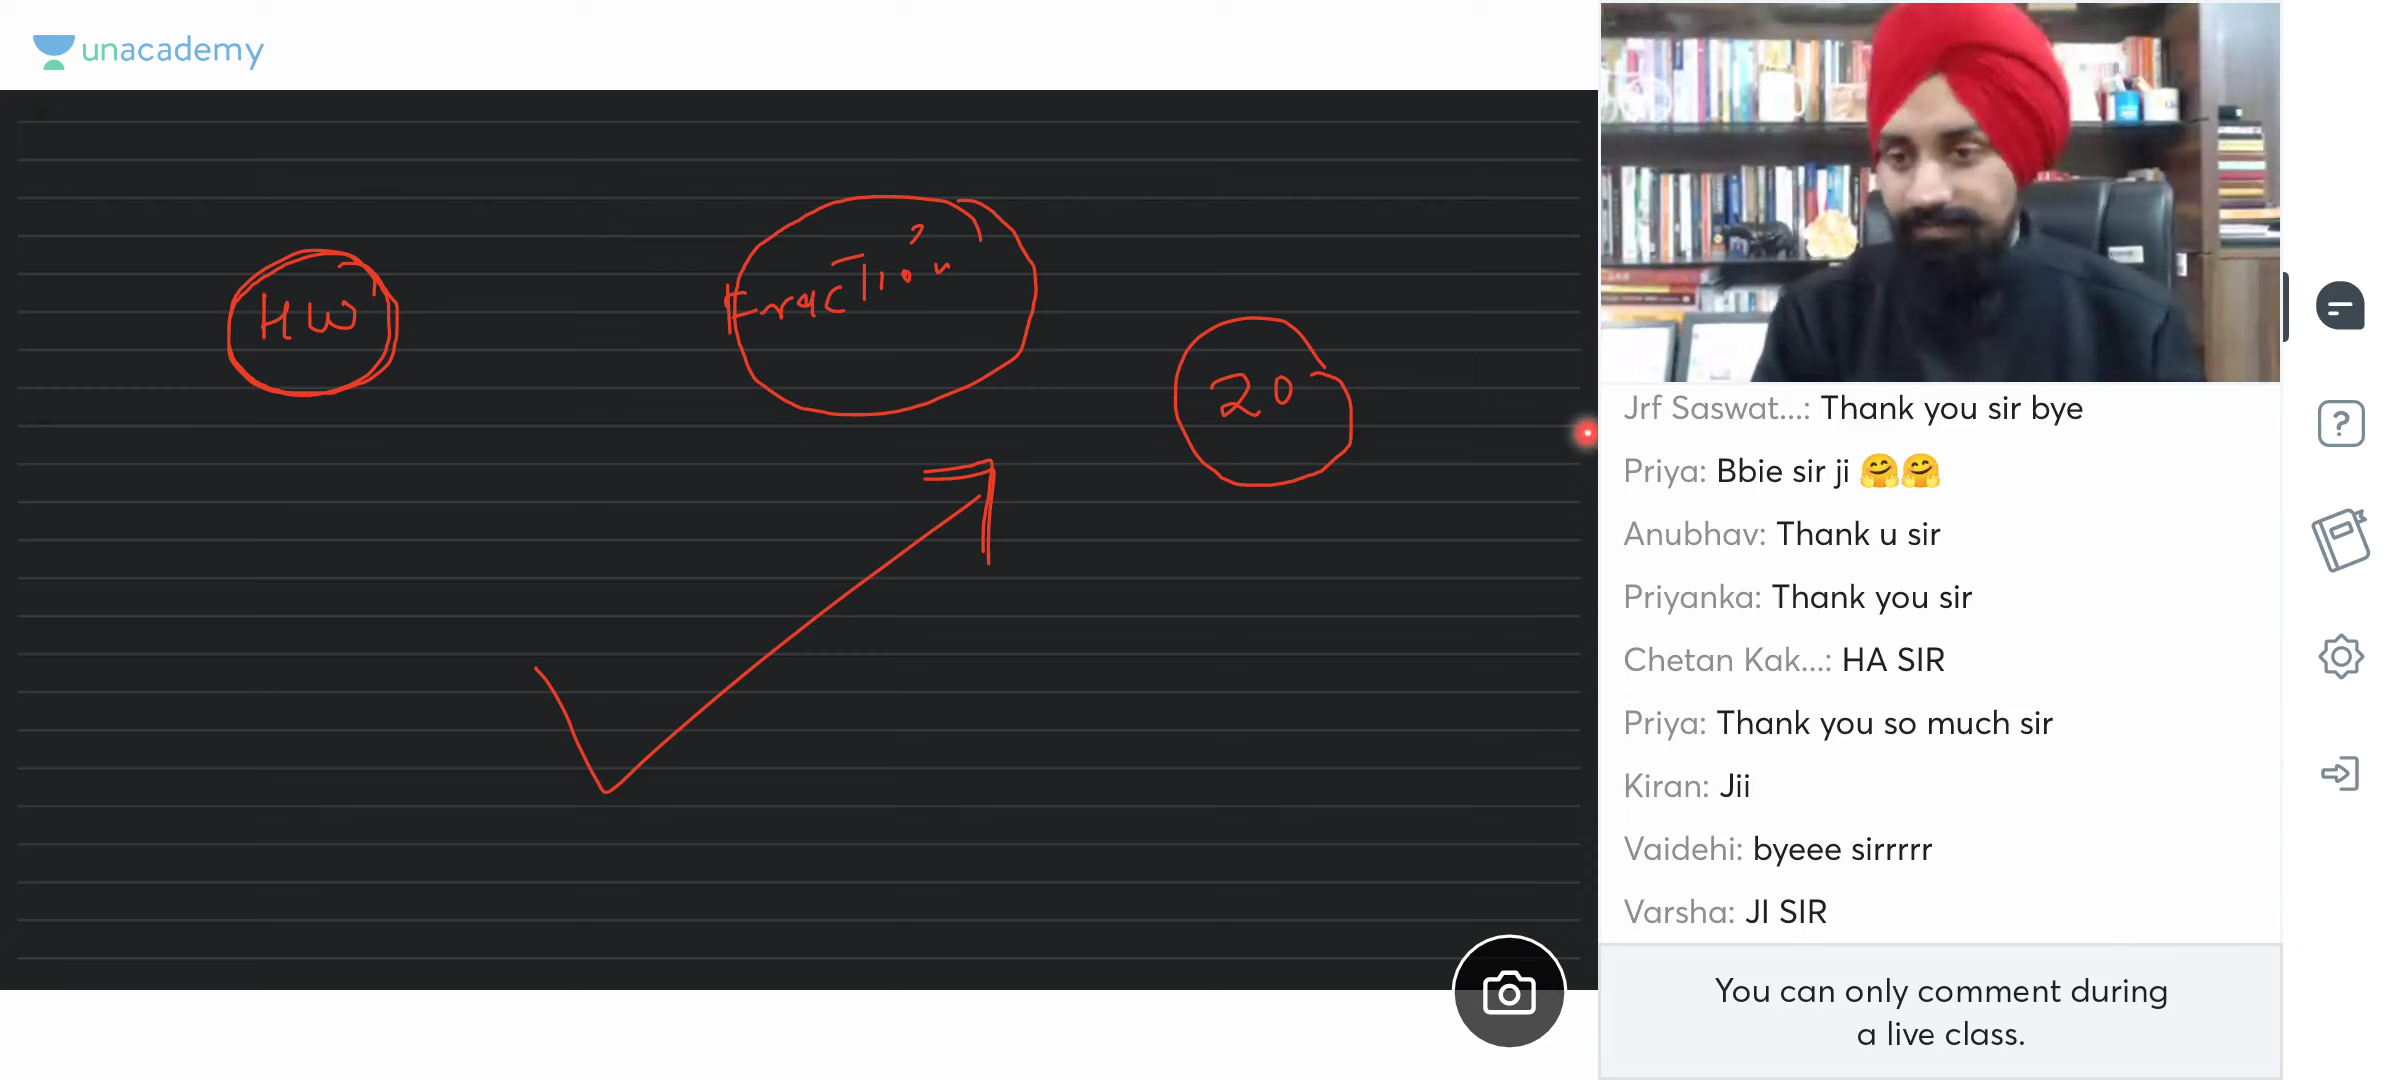 unacademy
HW
Fraction
20
Jrf Saswat...: Thank you sir bye
Priya: Bbie sir ji 🤗🤗
Anubhav: Thank u sir
Priyanka: Thank you sir
Chetan Kak...: HA SIR
Priya: Thank you so much sir
Kiran: Jii
Vaidehi: byeee sirrrrr
Varsha: JI SIR
You can only comment during
a live class.